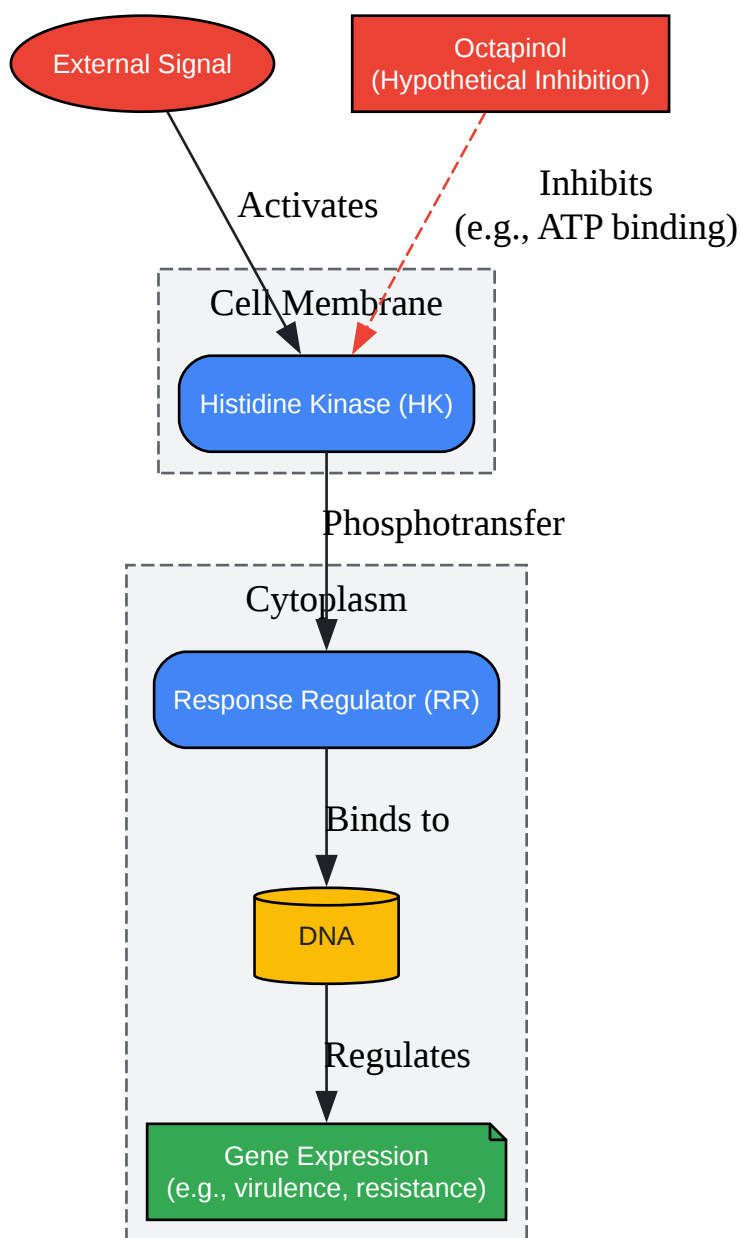 External Signal
Octapinol
(Hypothetical Inhibition)
Activates
Inhibits
(e.g., ATP binding)
Cell Membrane
Histidine Kinase (HK)
Phosphotransfer
Cytoplasm
Response Regulator (RR)
Binds to
DNA
Regulates
Gene Expression
(e.g., virulence, resistance)